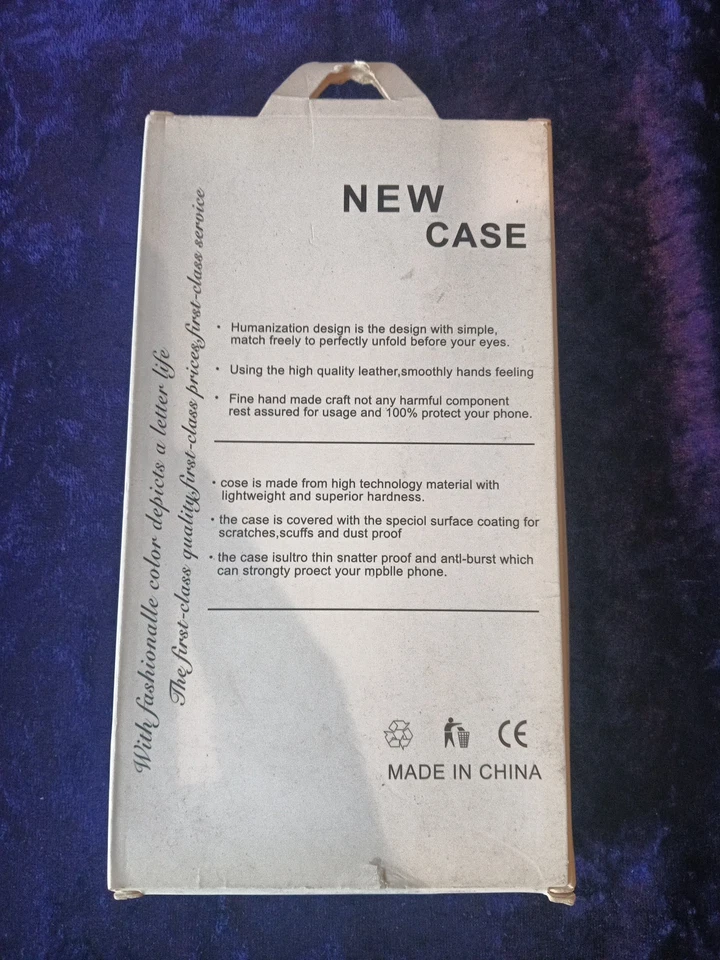 NEW
CASE
• Humanization design is the design with simple,
match freely to perfectly unfold before your eyes.
• Using the high quality leather,smoothly hands feeling
• Fine hand made craft not any harmful component
rest assured for usage and 100% protect your phone.
• cose is made from high technology material with
lightweight and superior hardness.
• the case is covered with the speciol surface coating for
scratches,scuffs and dust proof
• the case isultro thin snatter proof and antl-burst which
can strongty proect your mpblle phone.
With fashionalle color depicts a letter life
The first-class quality,first-class prices,first-class service
CE
MADE IN CHINA